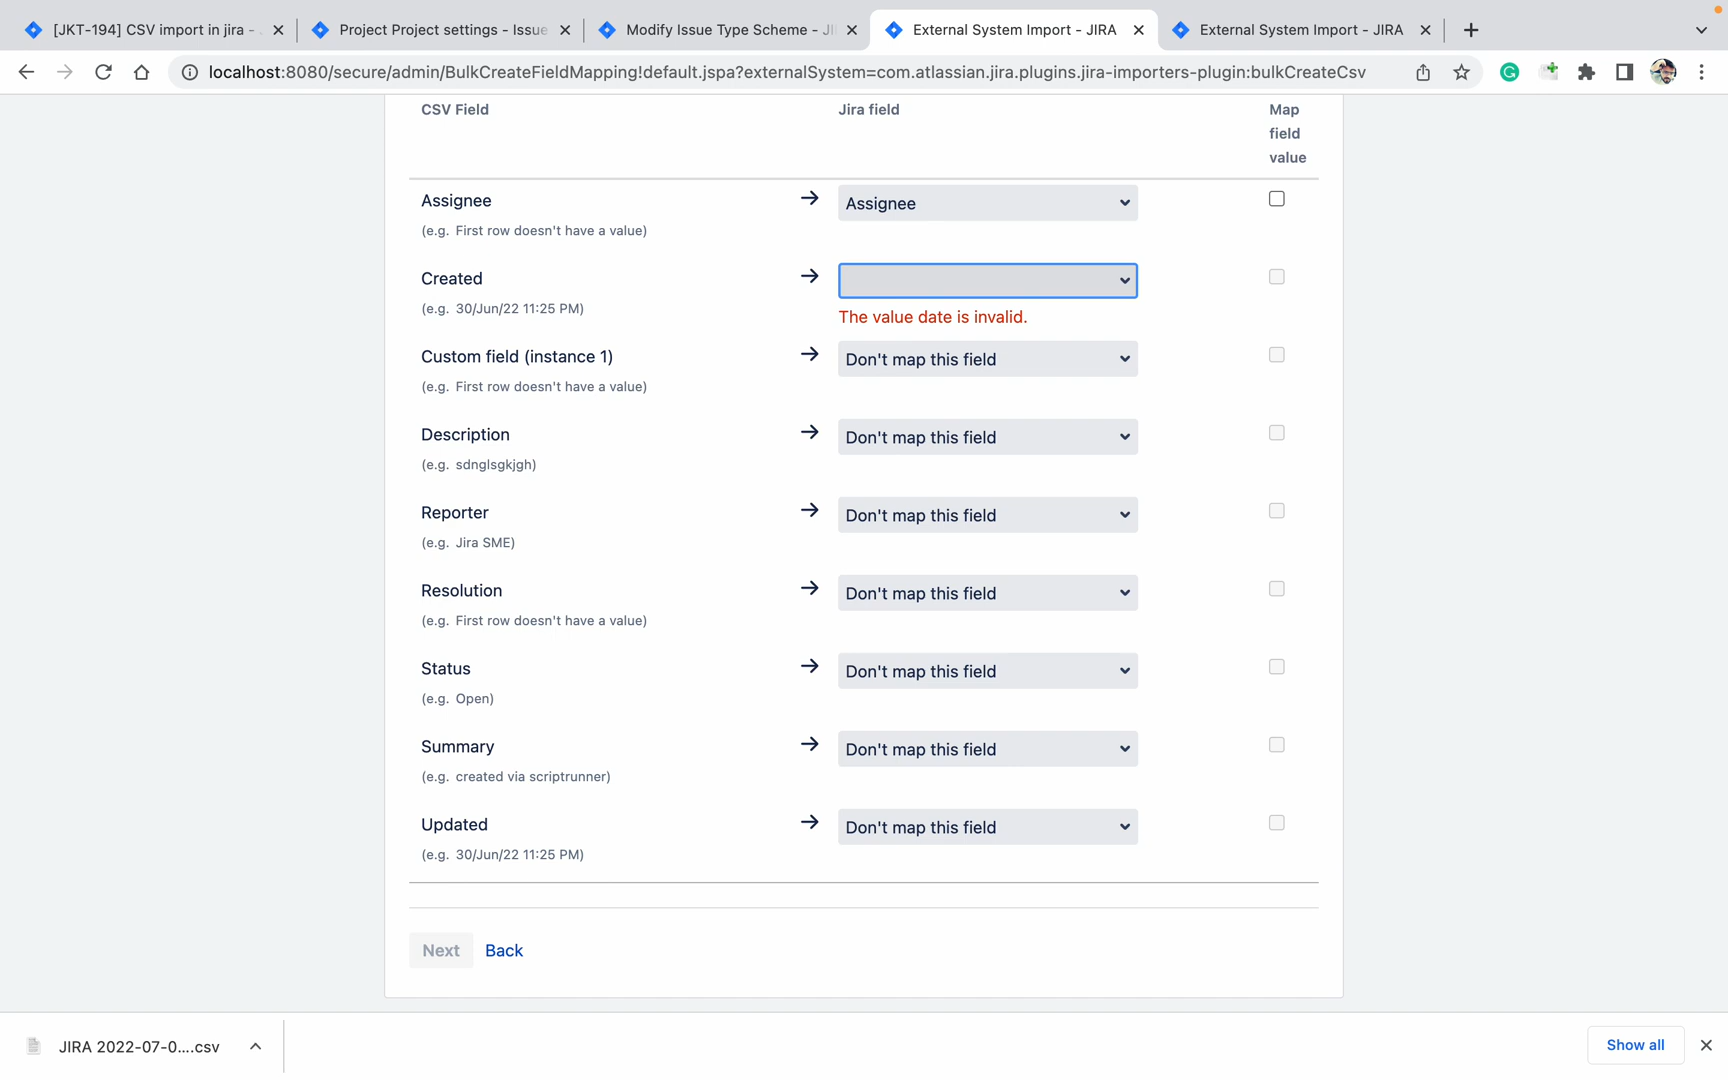 [JKT-194] CSV import in jira -
Project Project settings - Issue
Modify Issue Type Scheme - JI
External System Import - JIRA
External System Import - JIRA
localhost:8080/secure/admin/BulkCreateFieldMapping!default.jspa?externalSystem=com.atlassian.jira.plugins.jira-importers-plugin:bulkCreateCsv
CSV Field
Jira field
Map
field
value
Assignee
Assignee
(e.g. First row doesn't have a value)
Created
(e.g. 30/Jun/22 11:25 PM)
The value date is invalid.
Custom field (instance 1)
Don't map this field
(e.g. First row doesn't have a value)
Description
Don't map this field
(e.g. sdnglsgkjgh)
Reporter
Don't map this field
(e.g. Jira SME)
Resolution
Don't map this field
(e.g. First row doesn't have a value)
Status
Don't map this field
(e.g. Open)
Summary
Don't map this field
(e.g. created via scriptrunner)
Updated
Don't map this field
(e.g. 30/Jun/22 11:25 PM)
Next
Back
JIRA 2022-07-0....csv
Show all